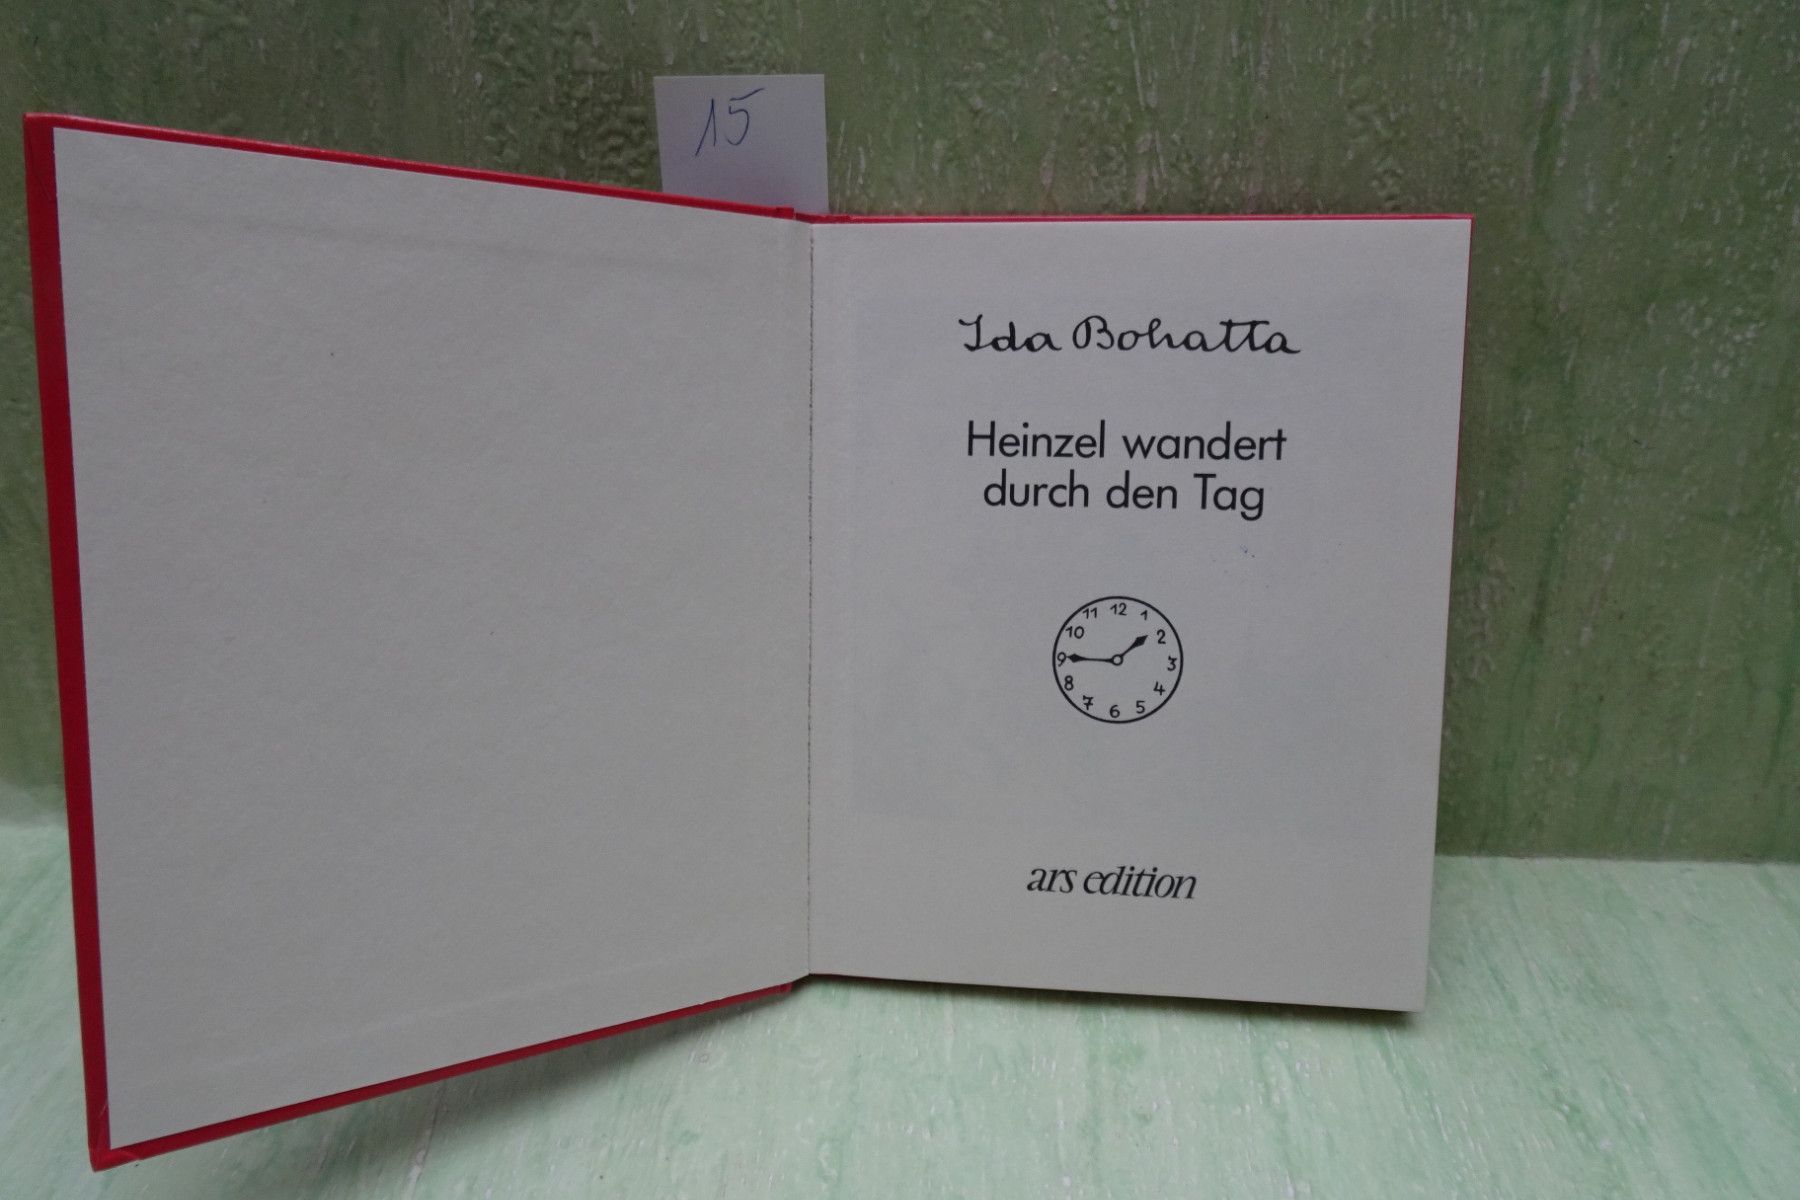 15
Ida Bohatta
Heinzel wandert
durch den Tag
11 12 1
10 2
9 3
8 4
7 6 5
ars edition